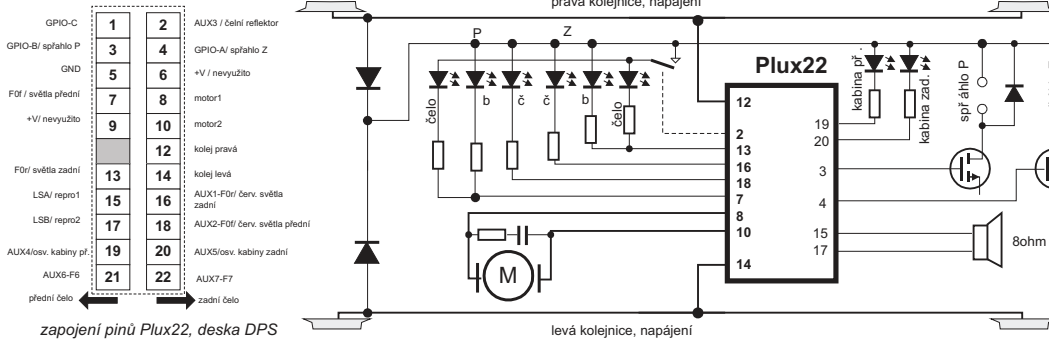 GPIO-C 1 2 AUX3 / čelní reflektor
GPIO-B/ spřahlo P 3 4 GPIO-A/ spřahlo Z
GND 5 6 +V / nevyužito
F0f / světla přední 7 8 motor1
+V/ nevyužito 9 10 motor2
12 kolej pravá
F0r/ světla zadní 13 14 kolej levá
LSA/ repro1 15 16 AUX1-F0r/ červ. světla
zadní
LSB/ repro2 17 18 AUX2-F0f/ červ. světla přední
AUX4/osv. kabiny př. 19 20 AUX5/osv. kabiny zadní
AUX6-F6 21 22 AUX7-F7
přední čelo zadní čelo
zapojení pinů Plux22, deska DPS
pravá kolejnice, napájení
P Z
čelo b č č b čelo
Plux22
12
2
13
16
18
7
8
10
14
19
20
3
4
15
17
kabina př.
kabina zad.
spř áhlo P
M
8ohm
levá kolejnice, napájení